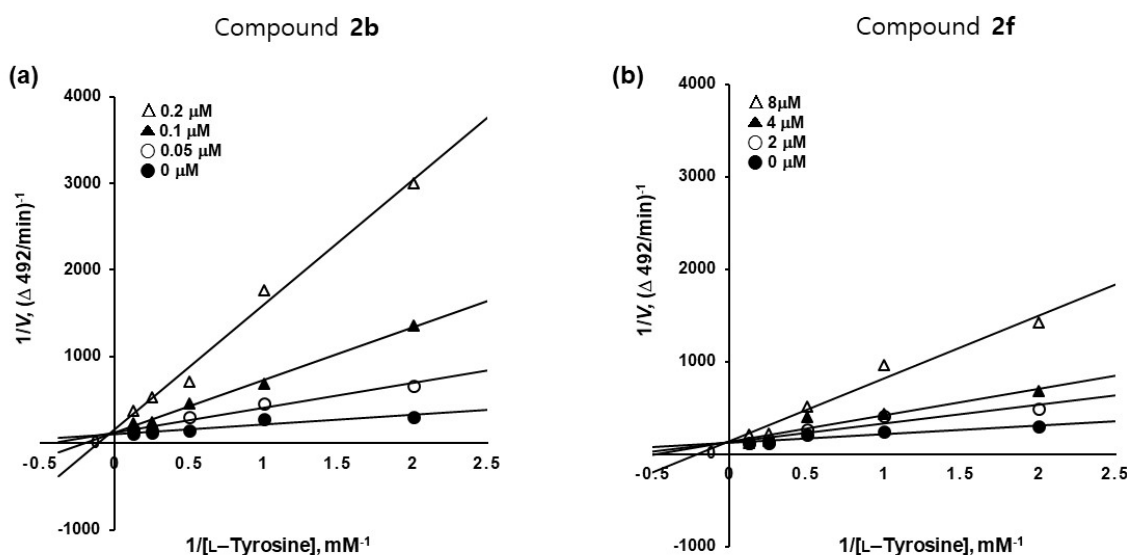 Compound 2b
(a)
4000
3000
2000
1000
0
-1000
1/V, (Δ 492/min)-1
△ 0.2 μM
▲ 0.1 μM
○ 0.05 μM
● 0 μM
-0.5
0
0.5
1
1.5
2
2.5
1/[L–Tyrosine], mM-1
Compound 2f
(b)
4000
3000
2000
1000
0
-1000
1/V, (Δ 492/min)-1
△ 8μM
▲ 4 μM
○ 2 μM
● 0 μM
-0.5
0
0.5
1
1.5
2
2.5
1/[L–Tyrosine], mM-1